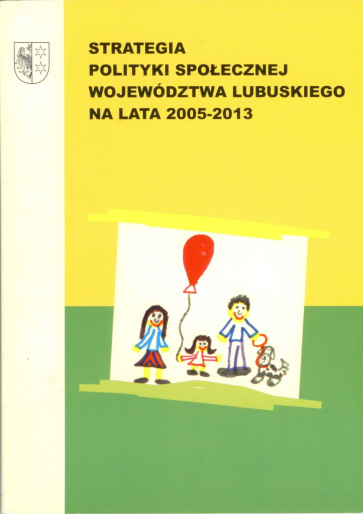 STRATEGIA
POLITYKI SPOŁECZNEJ
WOJEWÓDZTWA LUBUSKIEGO
NA LATA 2005-2013